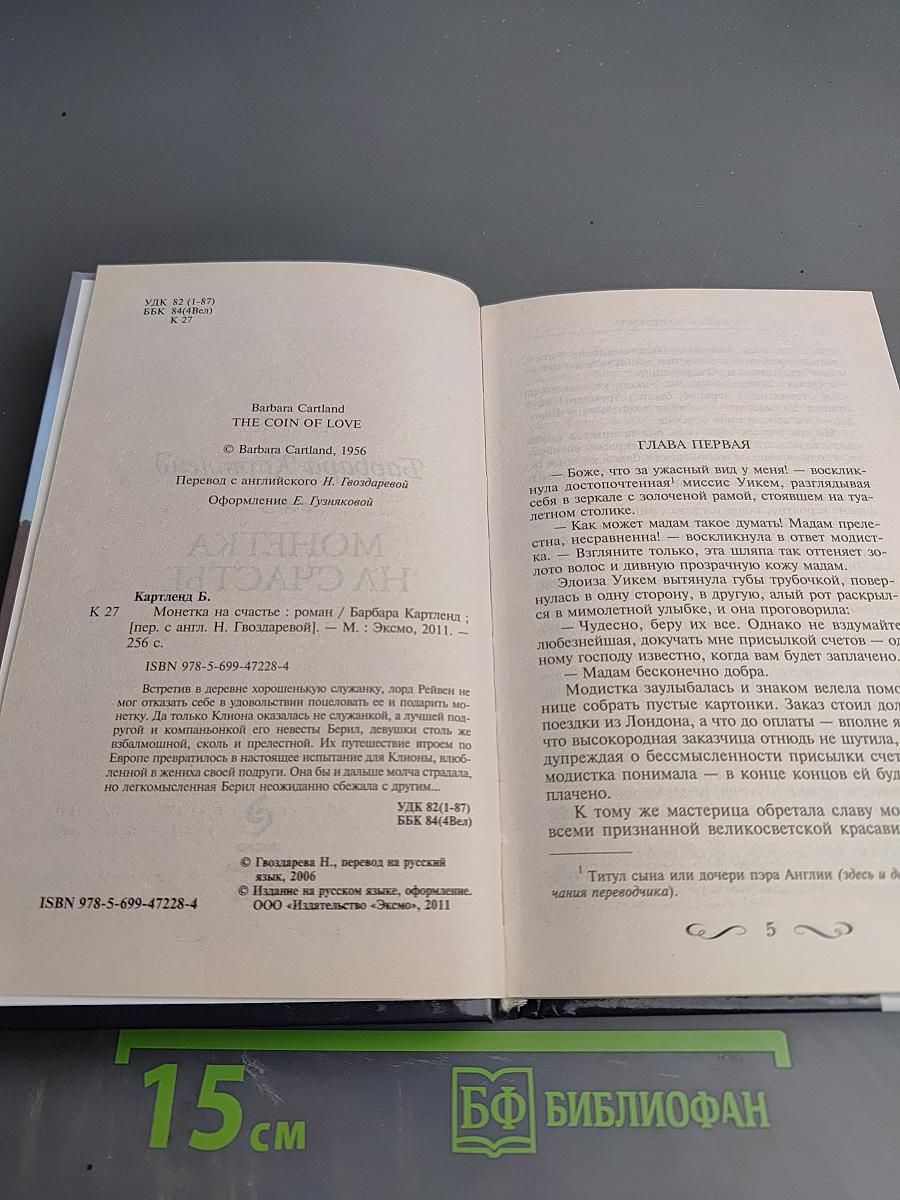 УДК 82 (1-87)
ББК 84(4Вел)
К 27
Barbara Cartland
THE COIN OF LOVE
© Barbara Cartland, 1956
Перевод с английского Н. Гвоздаревой
Оформление Е. Гузняковой
Картленд Б.
К 27 Монетка на счастье : роман / Барбара Картленд ;
[пер. с англ. Н. Гвоздаревой]. — М. : Эксмо, 2011. —
256 с.
ISBN 978-5-699-47228-4
Встретив в деревне хорошенькую служанку, лорд Рейвен не
мог отказать себе в удовольствии поцеловать ее и подарить мо-
нетку. Да только Клиона оказалась не служанкой, а лучшей под-
ругой и компаньонкой его невесты Берил, девушки столь же
взбалмошной, сколь и прелестной. Их путешествие втроем по
Европе превратилось в настоящее испытание для Клионы, влюб-
ленной в жениха своей подруги. Она бы и дальше молча страдала,
но легкомысленная Берил неожиданно сбежала с другим...
УДК 82(1-87)
ББК 84(4Вел)
© Гвоздарева Н., перевод на русский
язык, 2006
© Издание на русском языке, оформление.
ООО «Издательство «Эксмо», 2011
ISBN 978-5-699-47228-4
ГЛАВА ПЕРВАЯ
— Боже, что за ужасный вид у меня! — восклик-
нула достопочтенная1 миссис Уикем, разглядывая
себя в зеркале с золоченой рамой, стоявшем на туа-
летном столике.
— Как может мадам такое думать! Мадам преле-
стна, несравненна! — воскликнула в ответ модист-
ка. — Взгляните только, эта шляпа так оттеняет зо-
лото волос и дивную прозрачную кожу мадам.
Элоиза Уикем вытянула губы трубочкой, повер-
нулась в одну сторону, в другую, алый рот раскрыл-
ся в мимолетной улыбке, и она проговорила:
— Чудесно, беру их все. Однако не вздумайте
любезнейшая, докучать мне присылкой счетов — од
ному господу известно, когда вам будет заплачено.
— Мадам бесконечно добра.
Модистка заулыбалась и знаком велела помо
нице собрать пустые картонки. Заказ стоил дол
поездки из Лондона, а что до оплаты — вполне я
что высокородная заказчица отнюдь не шутила,
дупреждая о бессмысленности присылки счет
модистка понимала — в конце концов ей буд
плачено.
К тому же мастерица обретала славу мо
всеми признанной великосветской красави
1 Титул сына или дочери пэра Англии (здесь и да
чания переводчика).
5
15 см
БФ БИБЛИОФАН